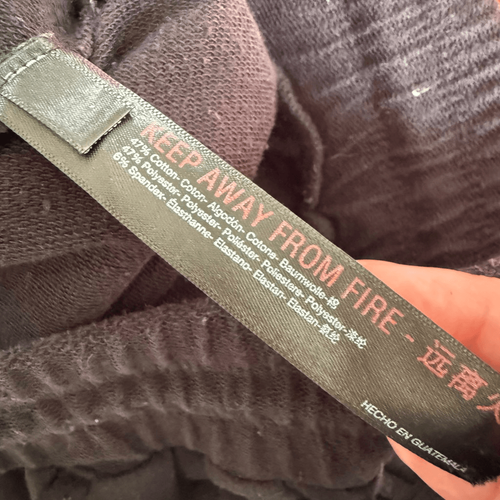 KEEP AWAY FROM FIRE - 远离火
47% Cotton- Coton- Algodón- Cotone- Baumwolle-棉
47% Polyester- Polyester- Poliéster- Poliestere- Polyester-涤纶
6% Spandex- Élasthanne- Elastano- Elastan- Elastan-氨纶
HECHO EN GUATEMALA